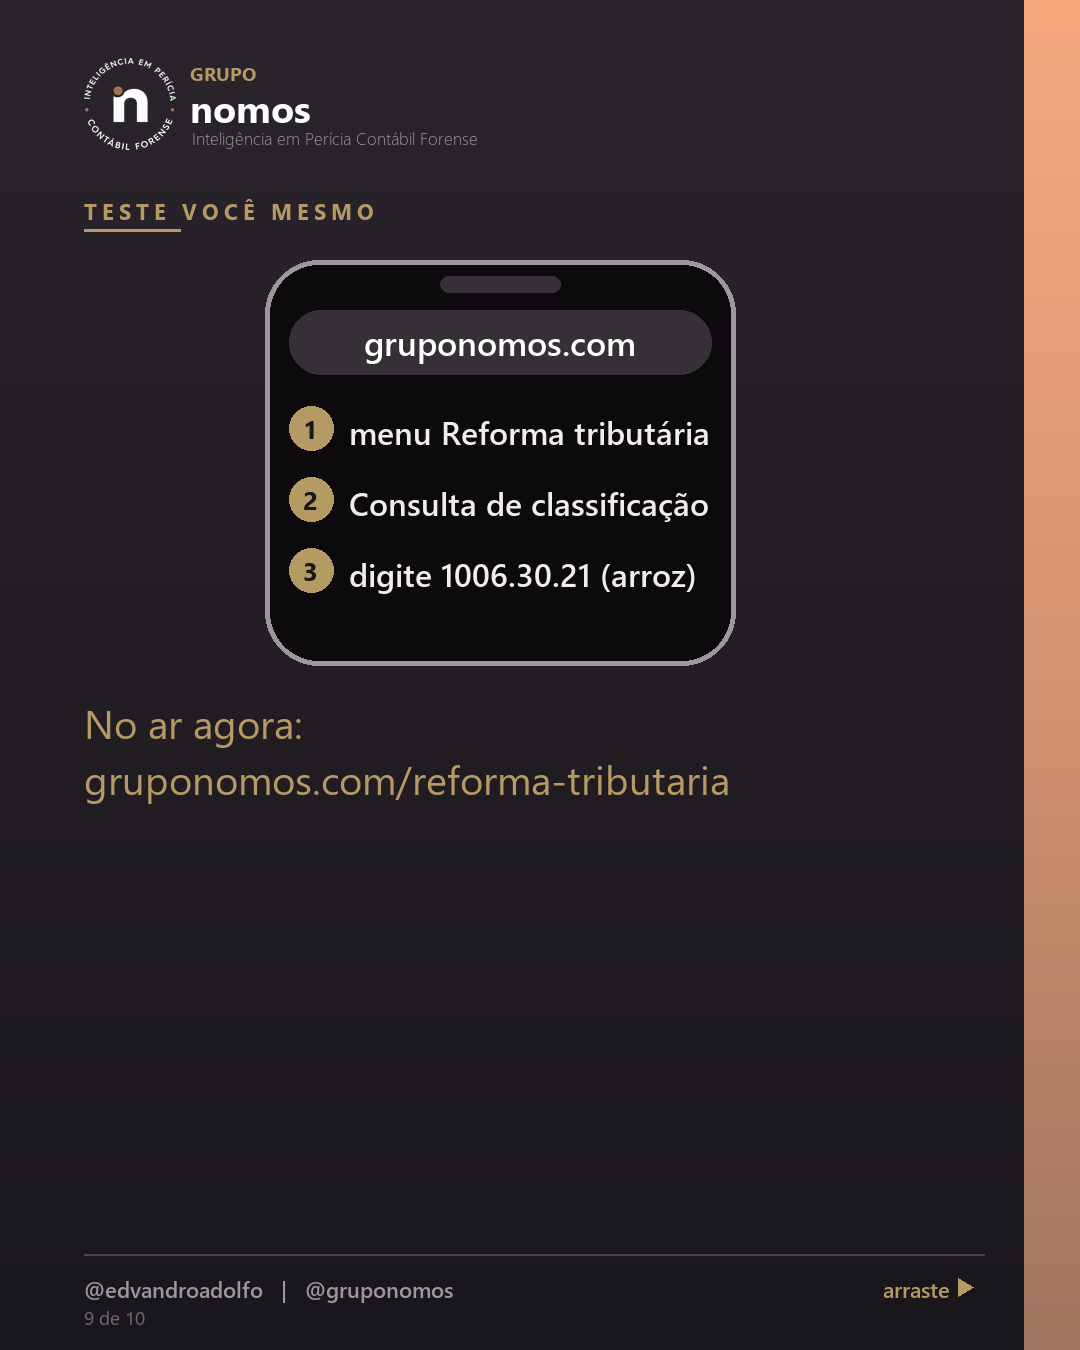 INTELIGÊNCIA EM PERÍCIA
CONTÁBIL FORENSE
n
GRUPO
nomos
Inteligência em Perícia Contábil Forense
TESTE VOCÊ MESMO
gruponomos.com
1 menu Reforma tributária
2 Consulta de classificação
3 digite 1006.30.21 (arroz)
No ar agora:
gruponomos.com/reforma-tributaria
@edvandroadolfo | @gruponomos
arraste
9 de 10